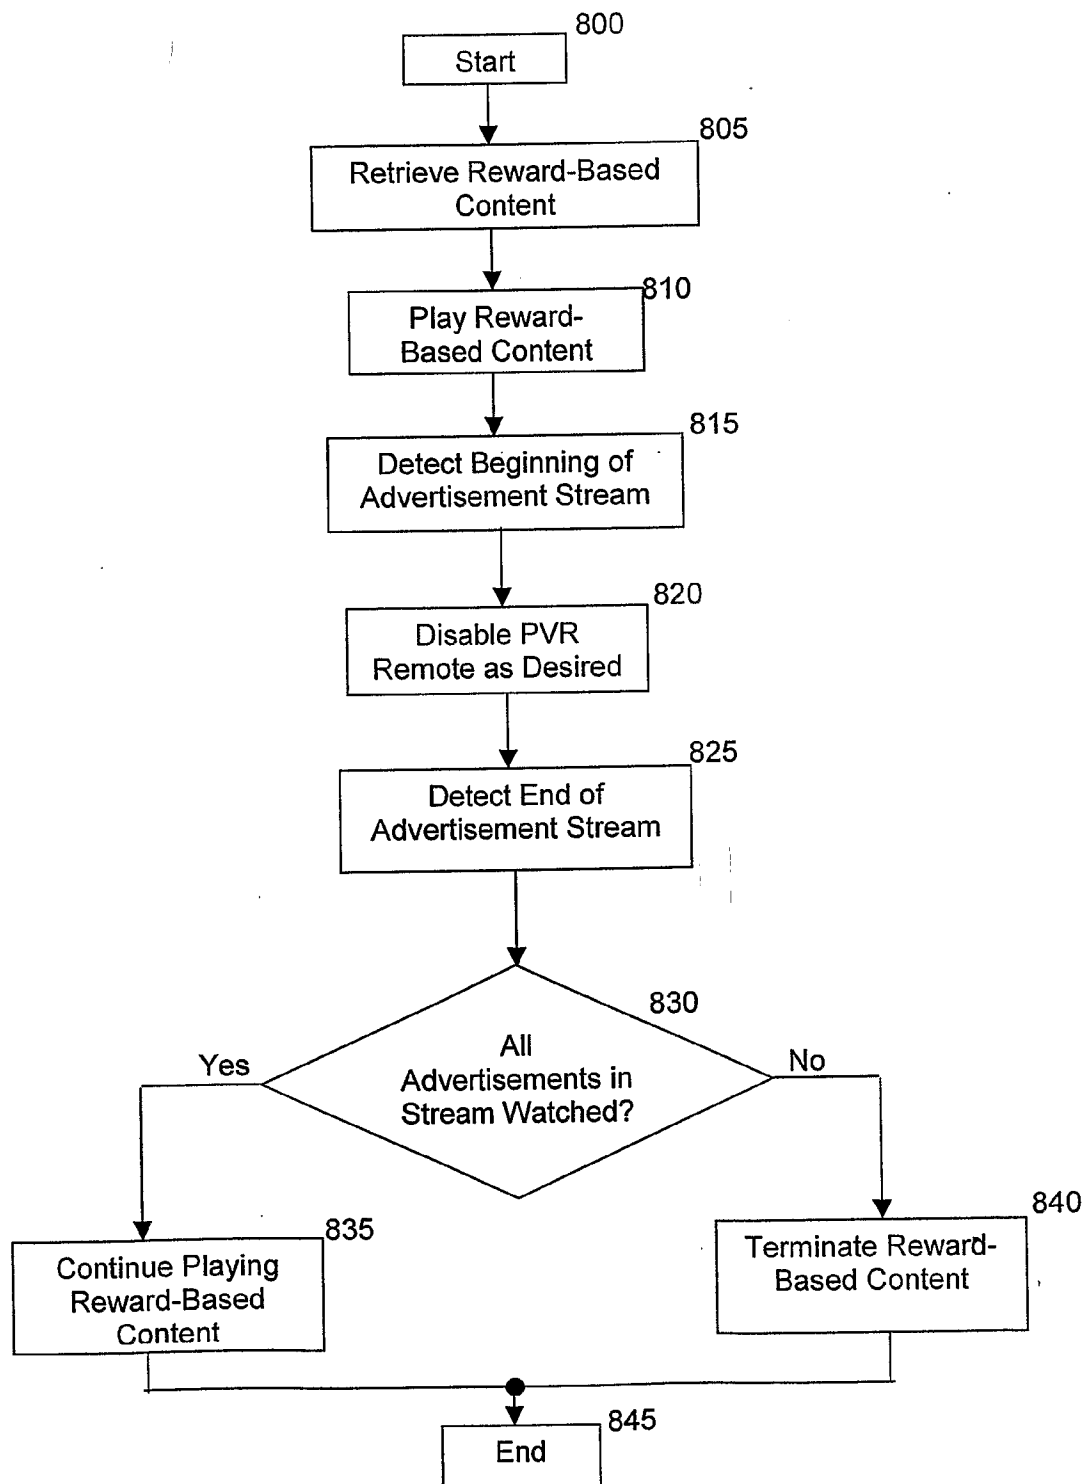 800
Start
805
Retrieve Reward-Based
Content
810
Play Reward-
Based Content
815
Detect Beginning of
Advertisement Stream
820
Disable PVR
Remote as Desired
825
Detect End of
Advertisement Stream
830
All
Advertisements in
Stream Watched?
Yes
No
835
Continue Playing
Reward-Based
Content
840
Terminate Reward-
Based Content
845
End